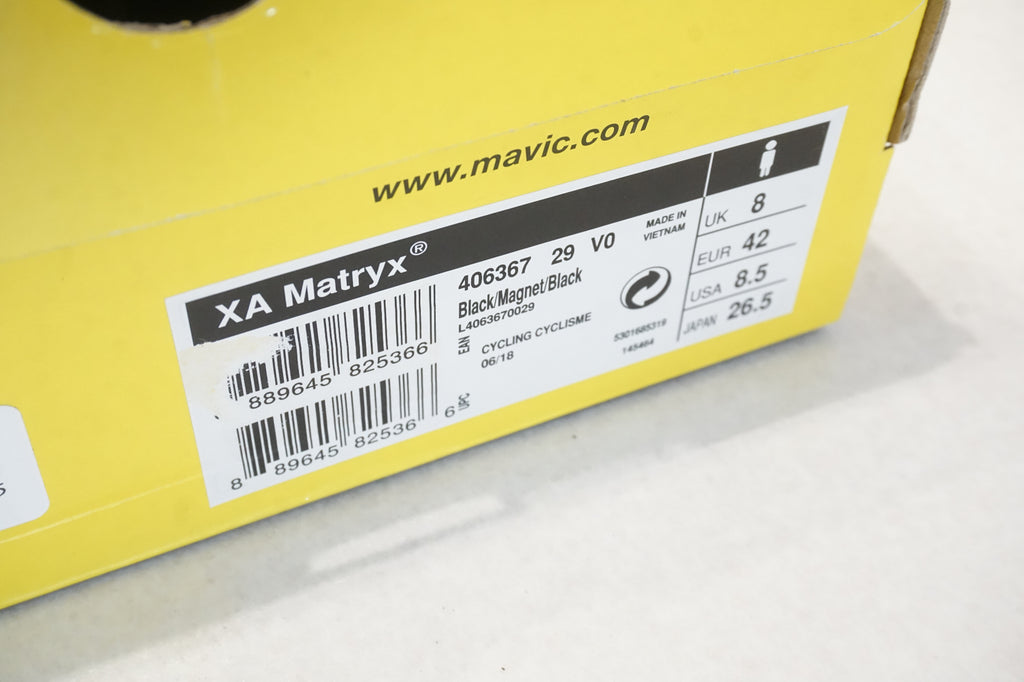 www.mavic.com
XA Matryx®
406367 29 V0
Black/Magnet/Black
L4063670029
EAN
CYCLING CYCLISME
06/18
889645 825366
8 89645 82536 6
UPC
MADE IN
VIETNAM
5301685319
145464
UK 8
EUR 42
USA 8.5
JAPAN 26.5